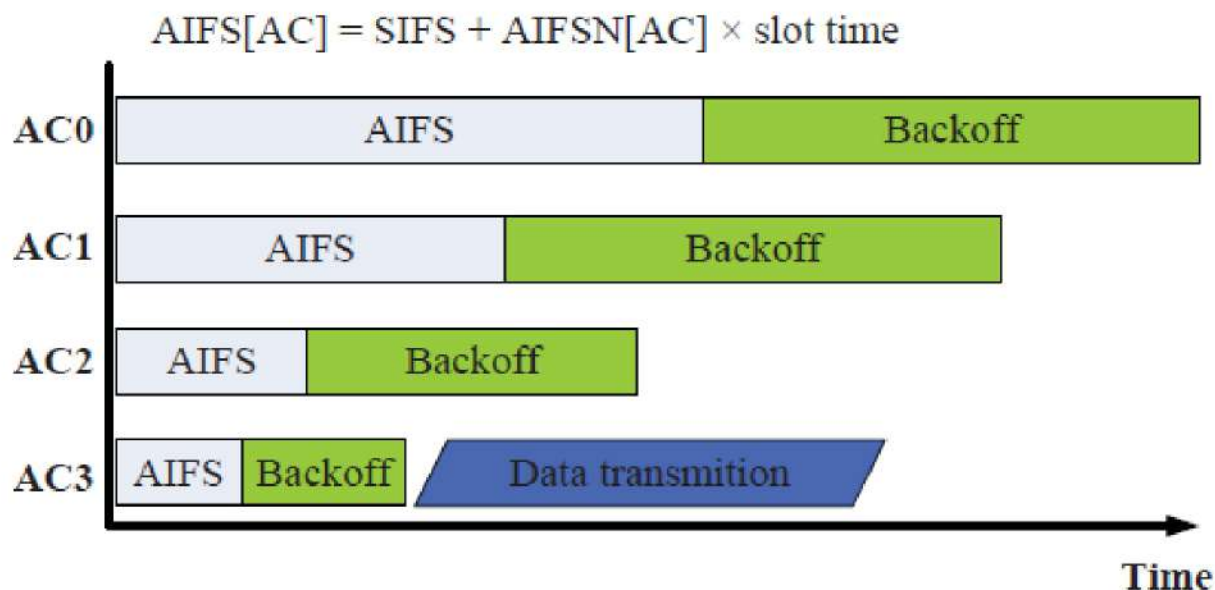 AIFS[AC] = SIFS + AIFSN[AC] × slot time
AC0 AIFS Backoff
AC1 AIFS Backoff
AC2 AIFS Backoff
AC3 AIFS Backoff Data transmition
Time